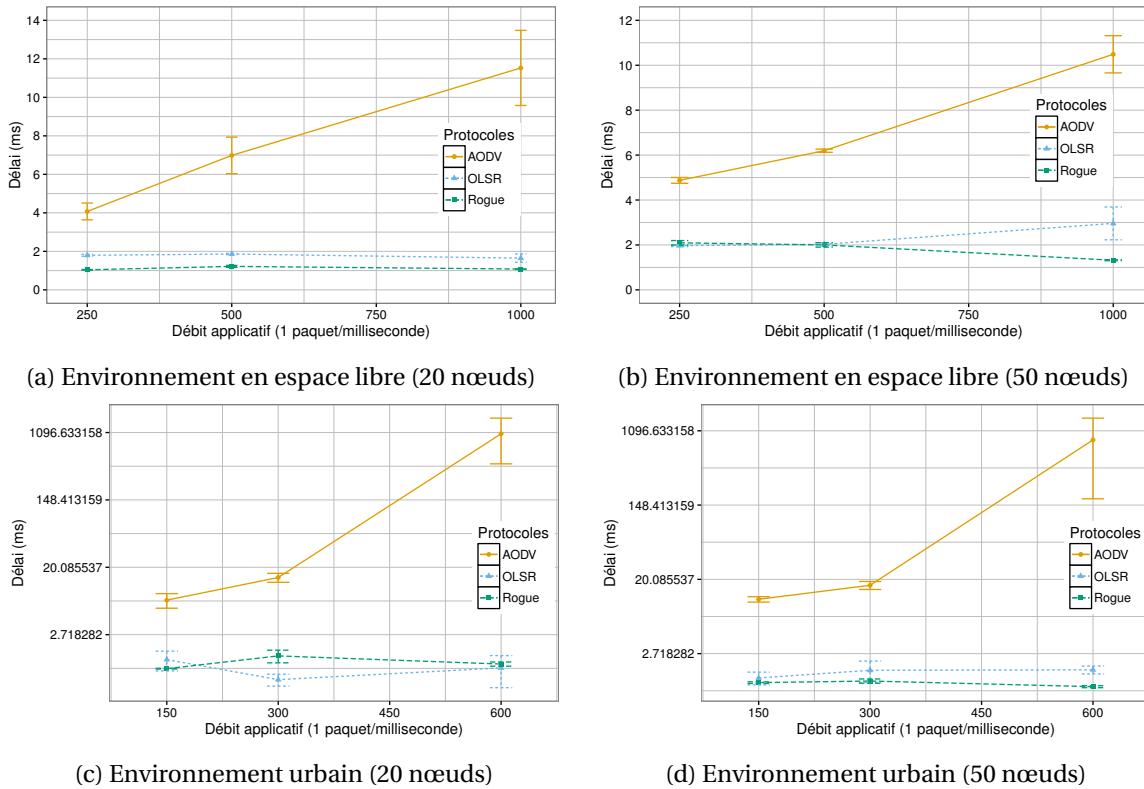 14
12
10
8
6
4
2
0
Délai (ms)
250
500
750
1000
Débit applicatif (1 paquet/milliseconde)
Protocoles
AODV
OLSR
Rogue
(a) Environnement en espace libre (20 nœuds)
12
10
8
6
4
2
0
Délai (ms)
250
500
750
1000
Débit applicatif (1 paquet/milliseconde)
Protocoles
AODV
OLSR
Rogue
(b) Environnement en espace libre (50 nœuds)
1096.633158
148.413159
20.085537
2.718282
Délai (ms)
150
300
450
600
Débit applicatif (1 paquet/milliseconde)
Protocoles
AODV
OLSR
Rogue
(c) Environnement urbain (20 nœuds)
1096.633158
148.413159
20.085537
2.718282
Délai (ms)
150
300
450
600
Débit applicatif (1 paquet/milliseconde)
Protocoles
AODV
OLSR
Rogue
(d) Environnement urbain (50 nœuds)